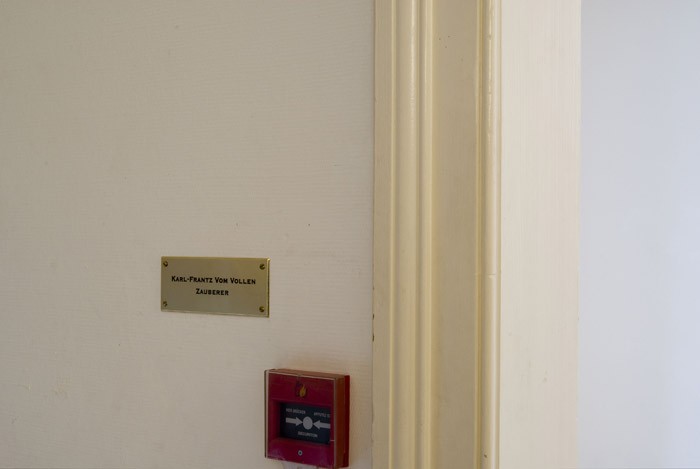 Karl-Frantz Vom Vollen
Zauberer